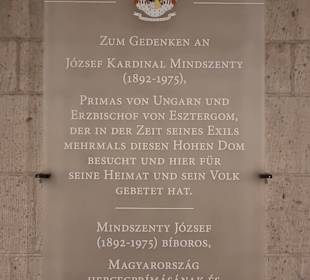 Zum Gedenken an
József Kardinal Mindszenty
(1892-1975),
Primas von Ungarn und
Erzbischof von Esztergom,
der in der Zeit seines Exils
mehrmals diesen Hohen Dom
besucht und hier für
seine Heimat und sein Volk
gebetet hat.
Mindszenty József
(1892-1975) bíboros,
Magyarország
hercegprímásának és